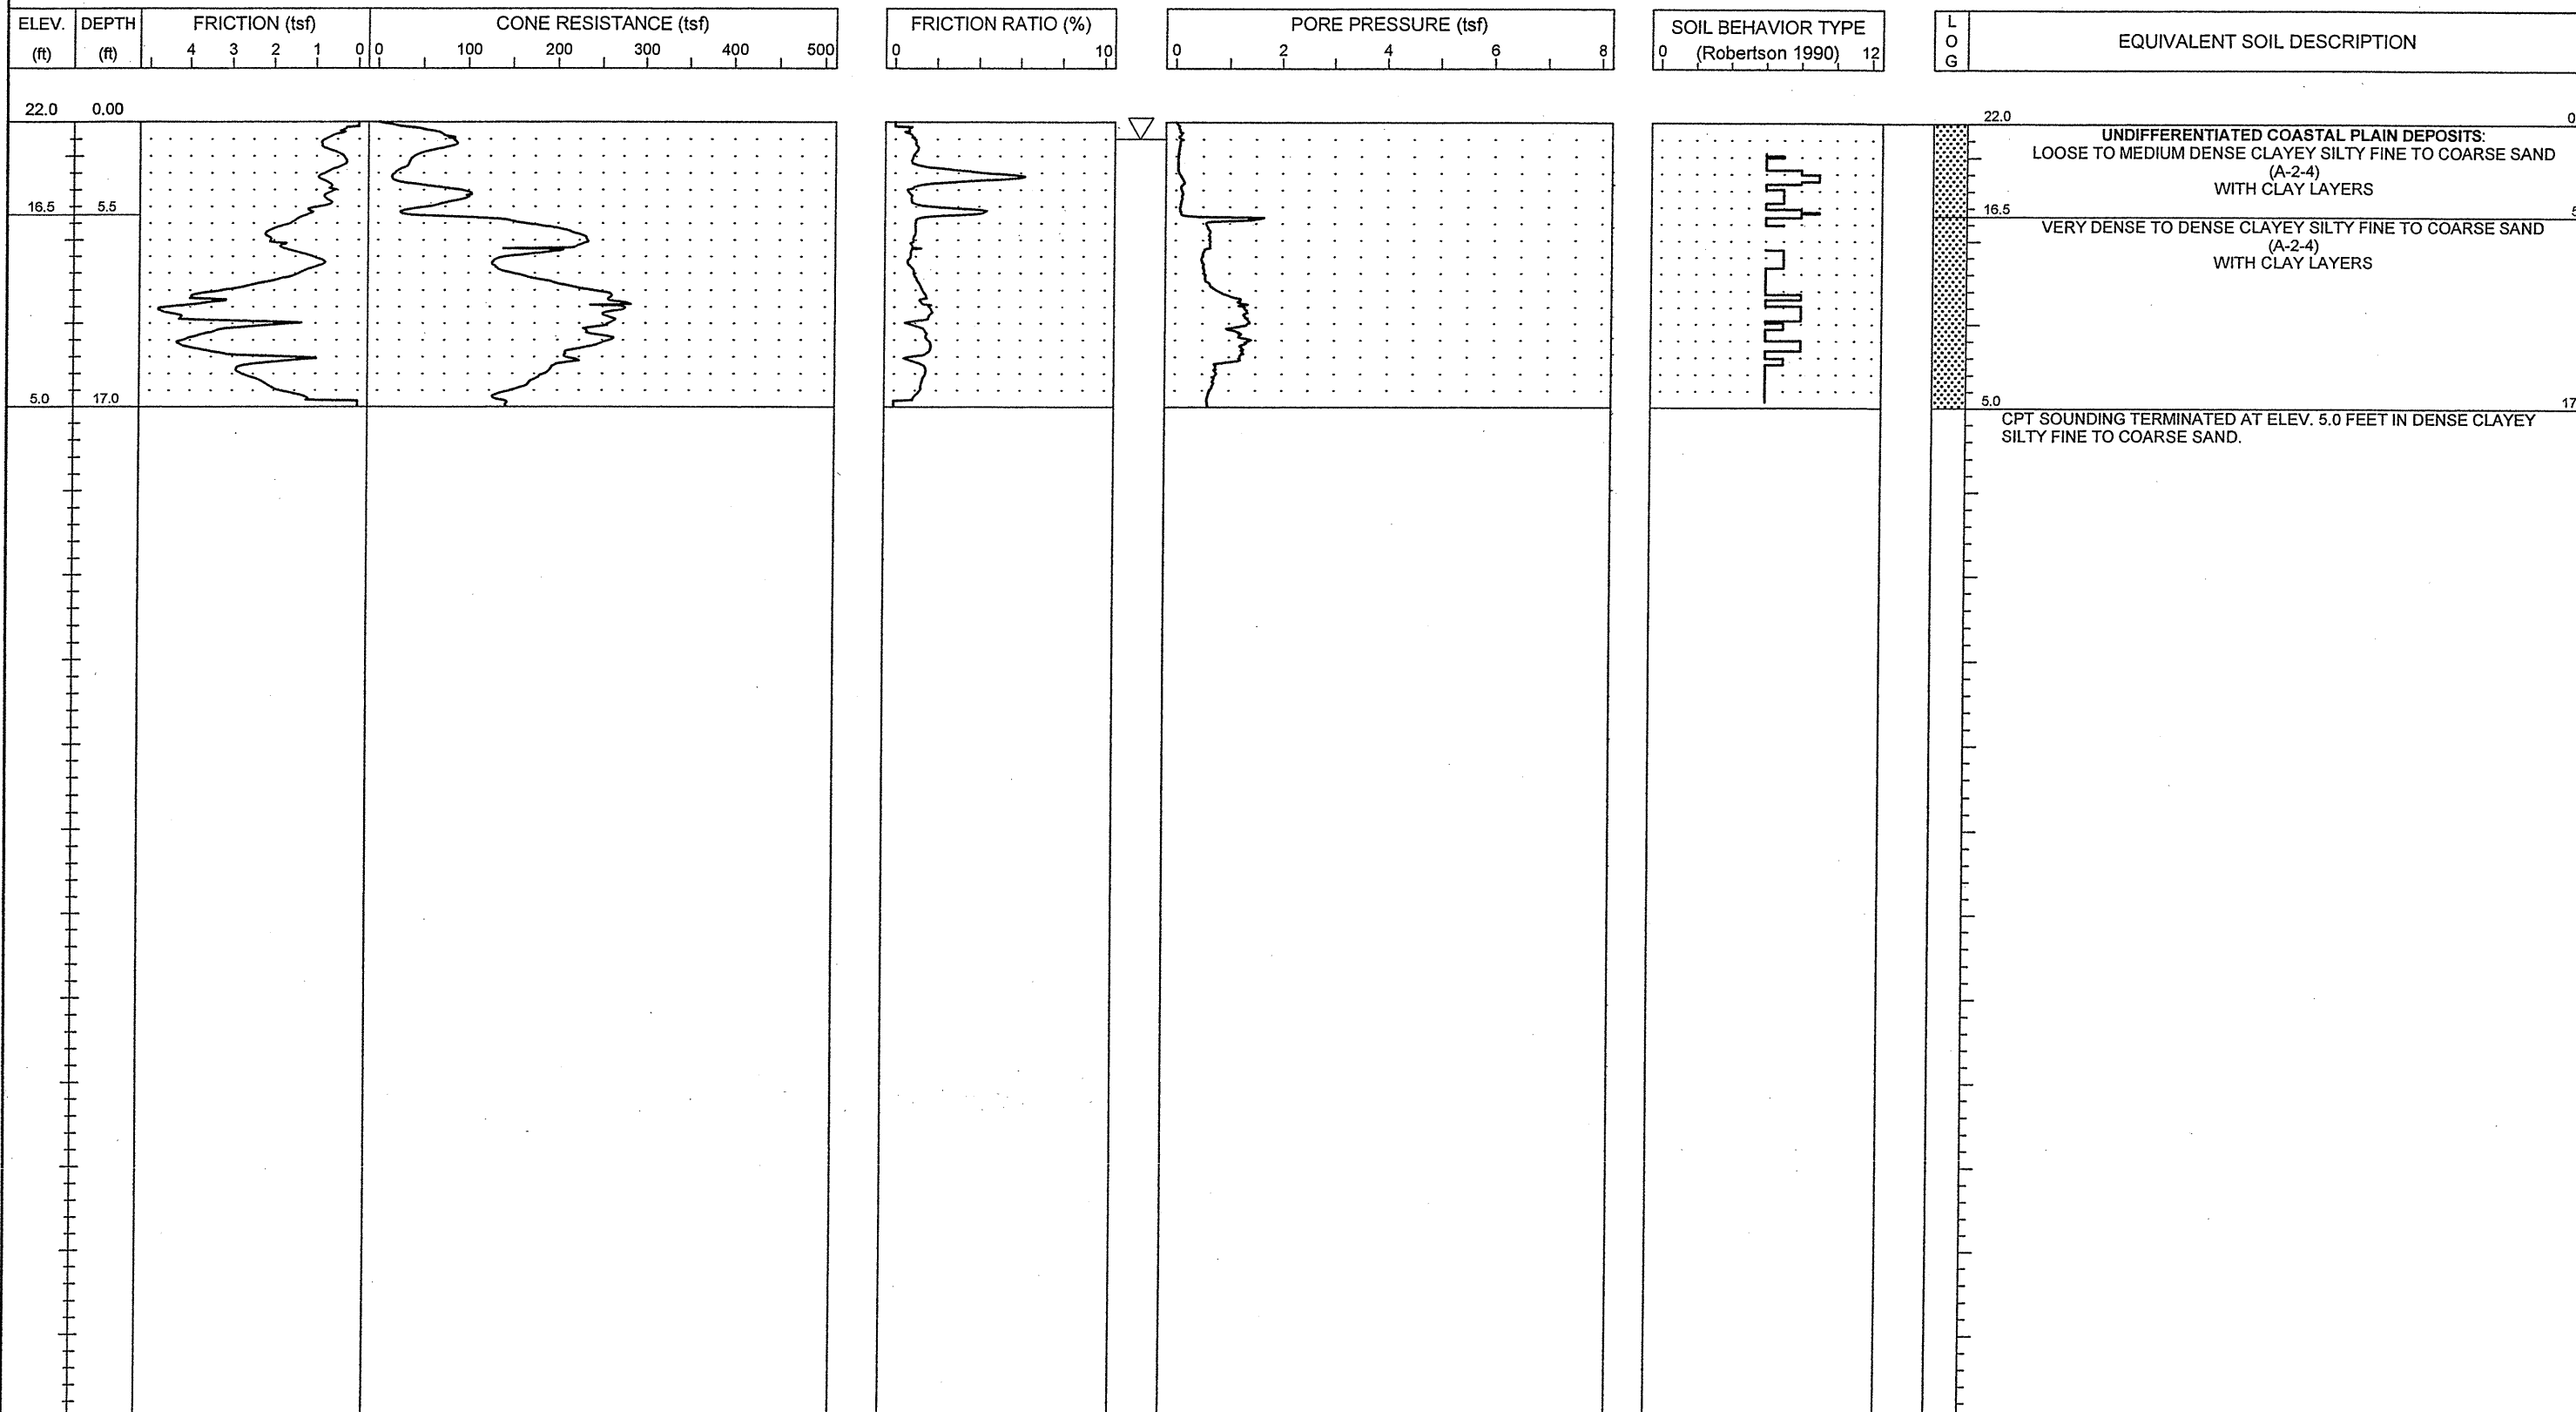 ELEV. (ft)
DEPTH (ft)
FRICTION (tsf)
4 3 2 1 0
CONE RESISTANCE (tsf)
0 100 200 300 400 500
FRICTION RATIO (%)
0 10
PORE PRESSURE (tsf)
0 2 4 6 8
SOIL BEHAVIOR TYPE
(Robertson 1990)
0 12
L
O
G
EQUIVALENT SOIL DESCRIPTION
22.0 0.00
16.5 5.5
5.0 17.0
22.0 0
UNDIFFERENTIATED COASTAL PLAIN DEPOSITS:
LOOSE TO MEDIUM DENSE CLAYEY SILTY FINE TO COARSE SAND
(A-2-4)
WITH CLAY LAYERS
16.5 5
VERY DENSE TO DENSE CLAYEY SILTY FINE TO COARSE SAND
(A-2-4)
WITH CLAY LAYERS
5.0 17
CPT SOUNDING TERMINATED AT ELEV. 5.0 FEET IN DENSE CLAYEY
SILTY FINE TO COARSE SAND.